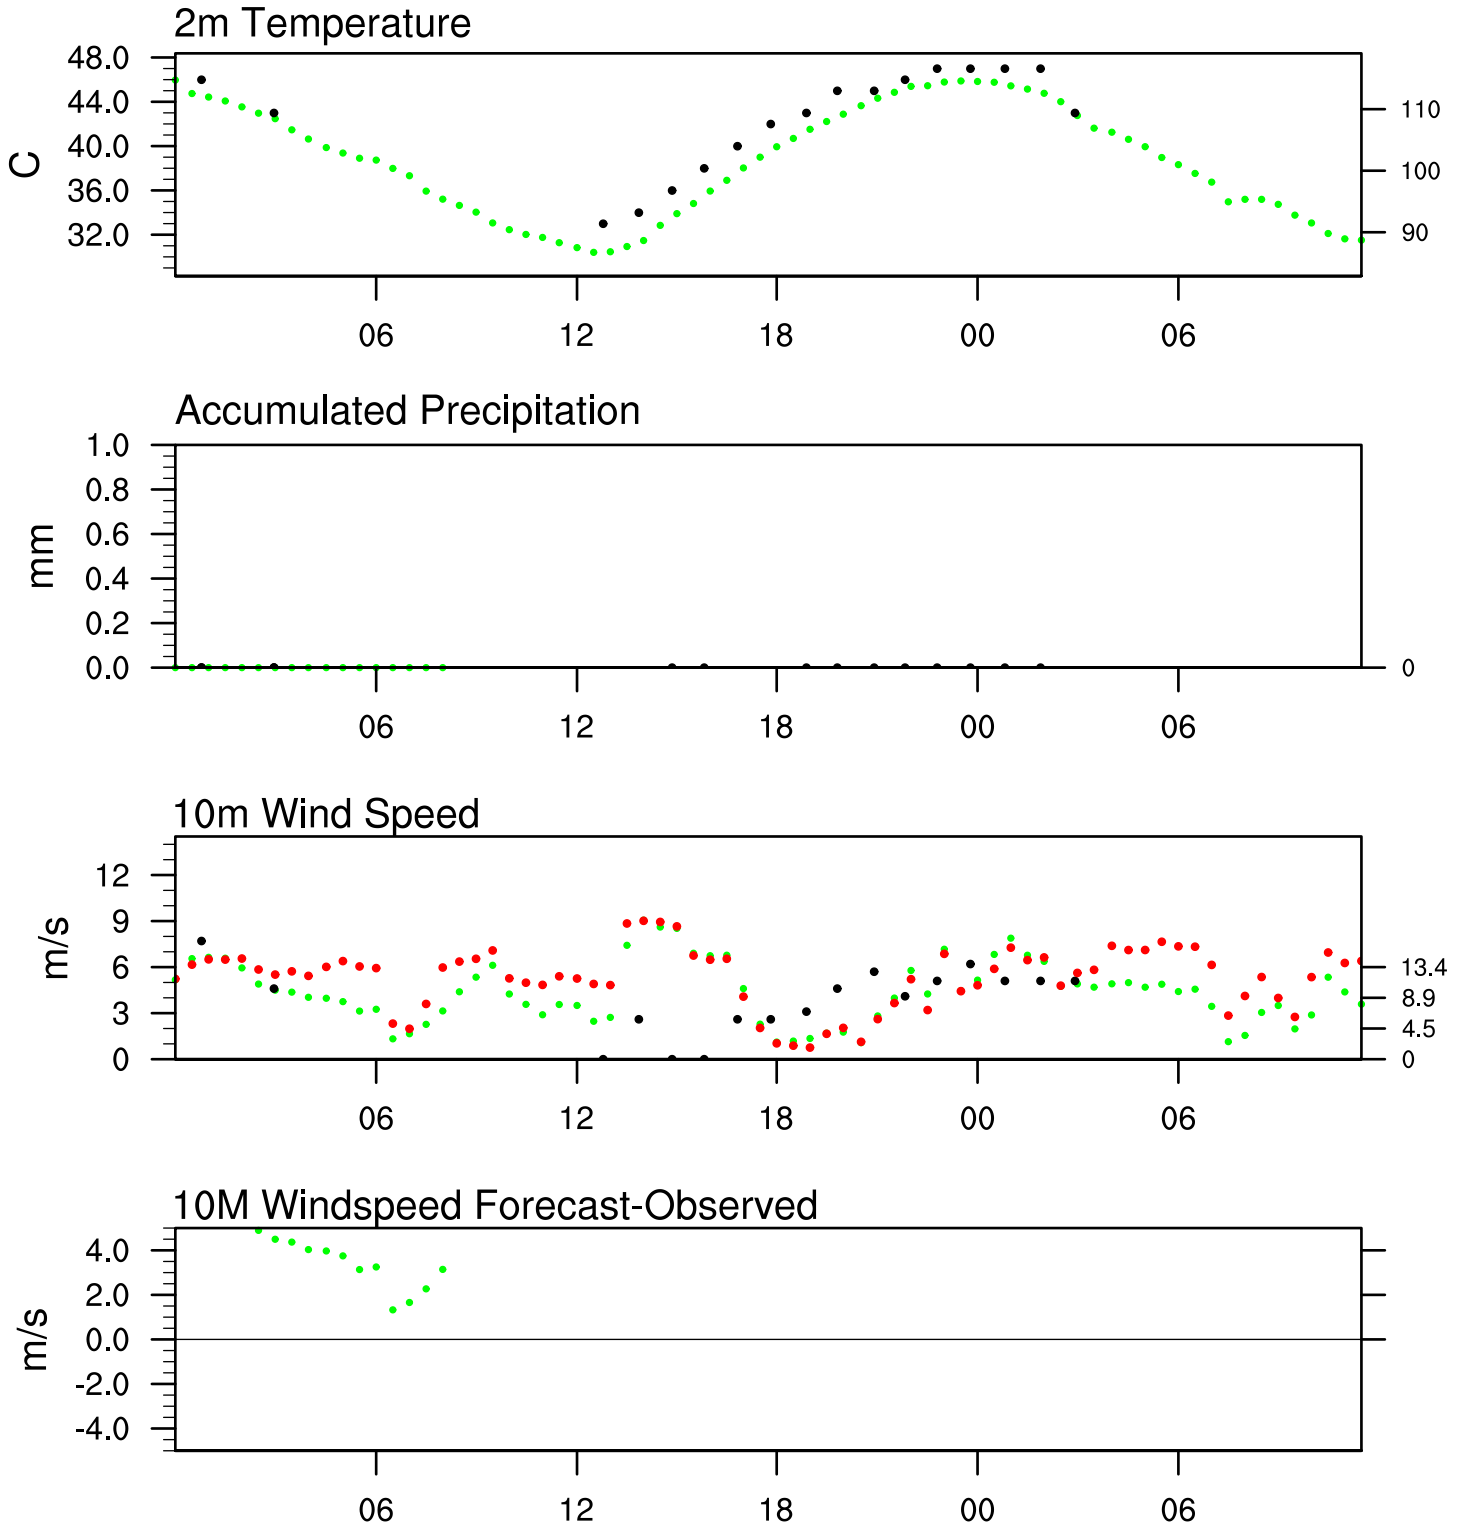 2m Temperature
48.0
44.0
40.0
36.0
32.0
C
110
100
90
06 12 18 00 06
Accumulated Precipitation
1.0
0.8
0.6
0.4
0.2
0.0
mm
0
06 12 18 00 06
10m Wind Speed
12
9
6
3
0
m/s
13.4
8.9
4.5
0
06 12 18 00 06
10M Windspeed Forecast-Observed
4.0
2.0
0.0
-2.0
-4.0
m/s
06 12 18 00 06